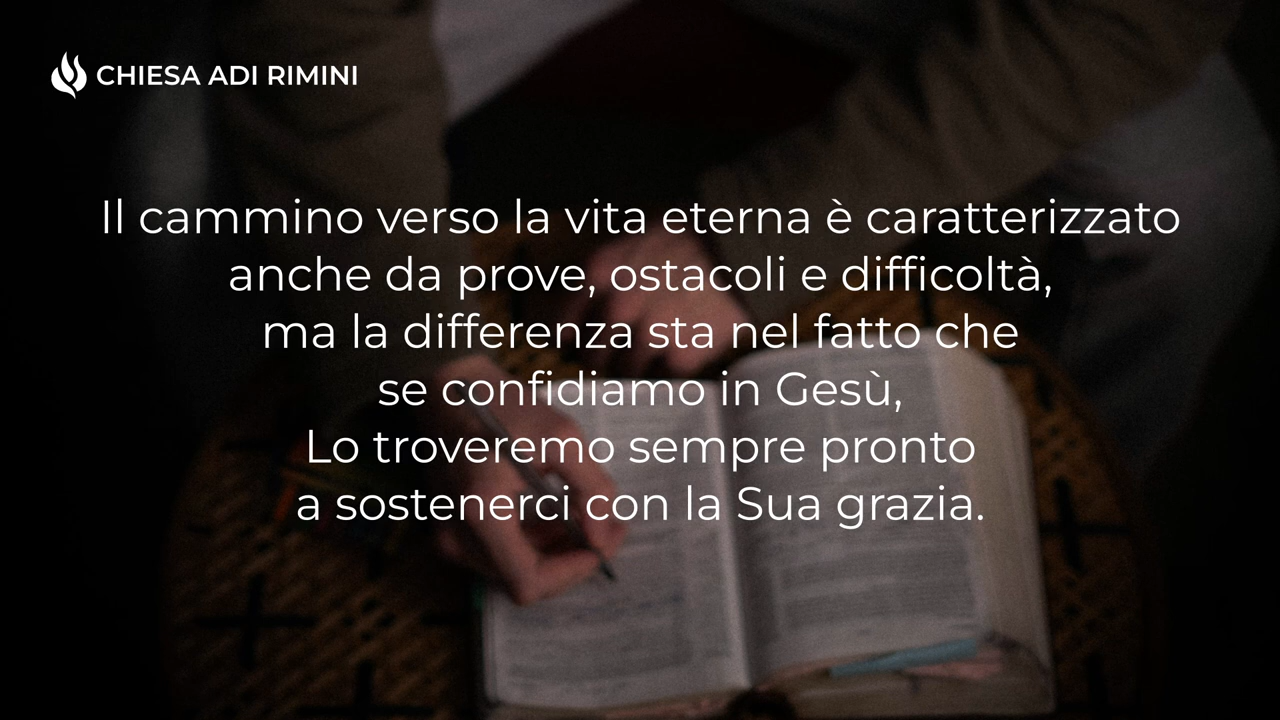 CHIESA ADI RIMINI
Il cammino verso la vita eterna è caratterizzato
anche da prove, ostacoli e difficoltà,
ma la differenza sta nel fatto che
se confidiamo in Gesù,
Lo troveremo sempre pronto
a sostenerci con la Sua grazia.